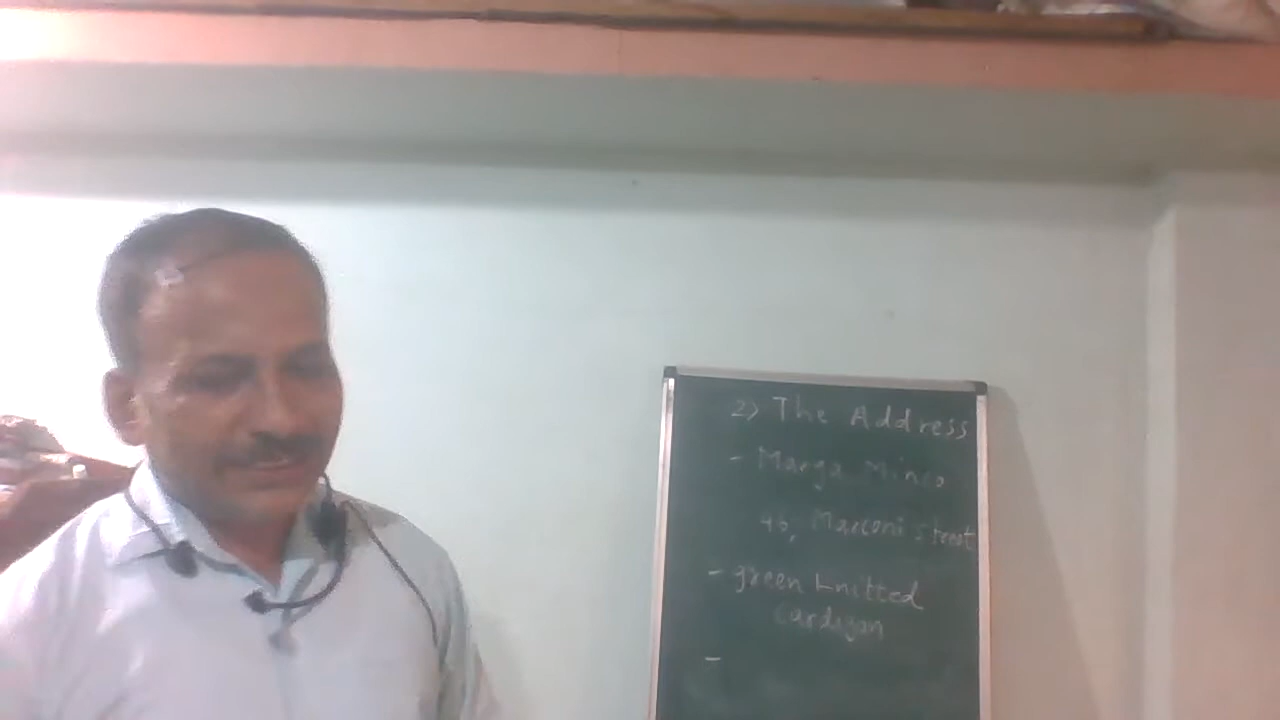 2) The Address
- Marga Minco
46, Marconi Street
- green knitted
cardigan
-